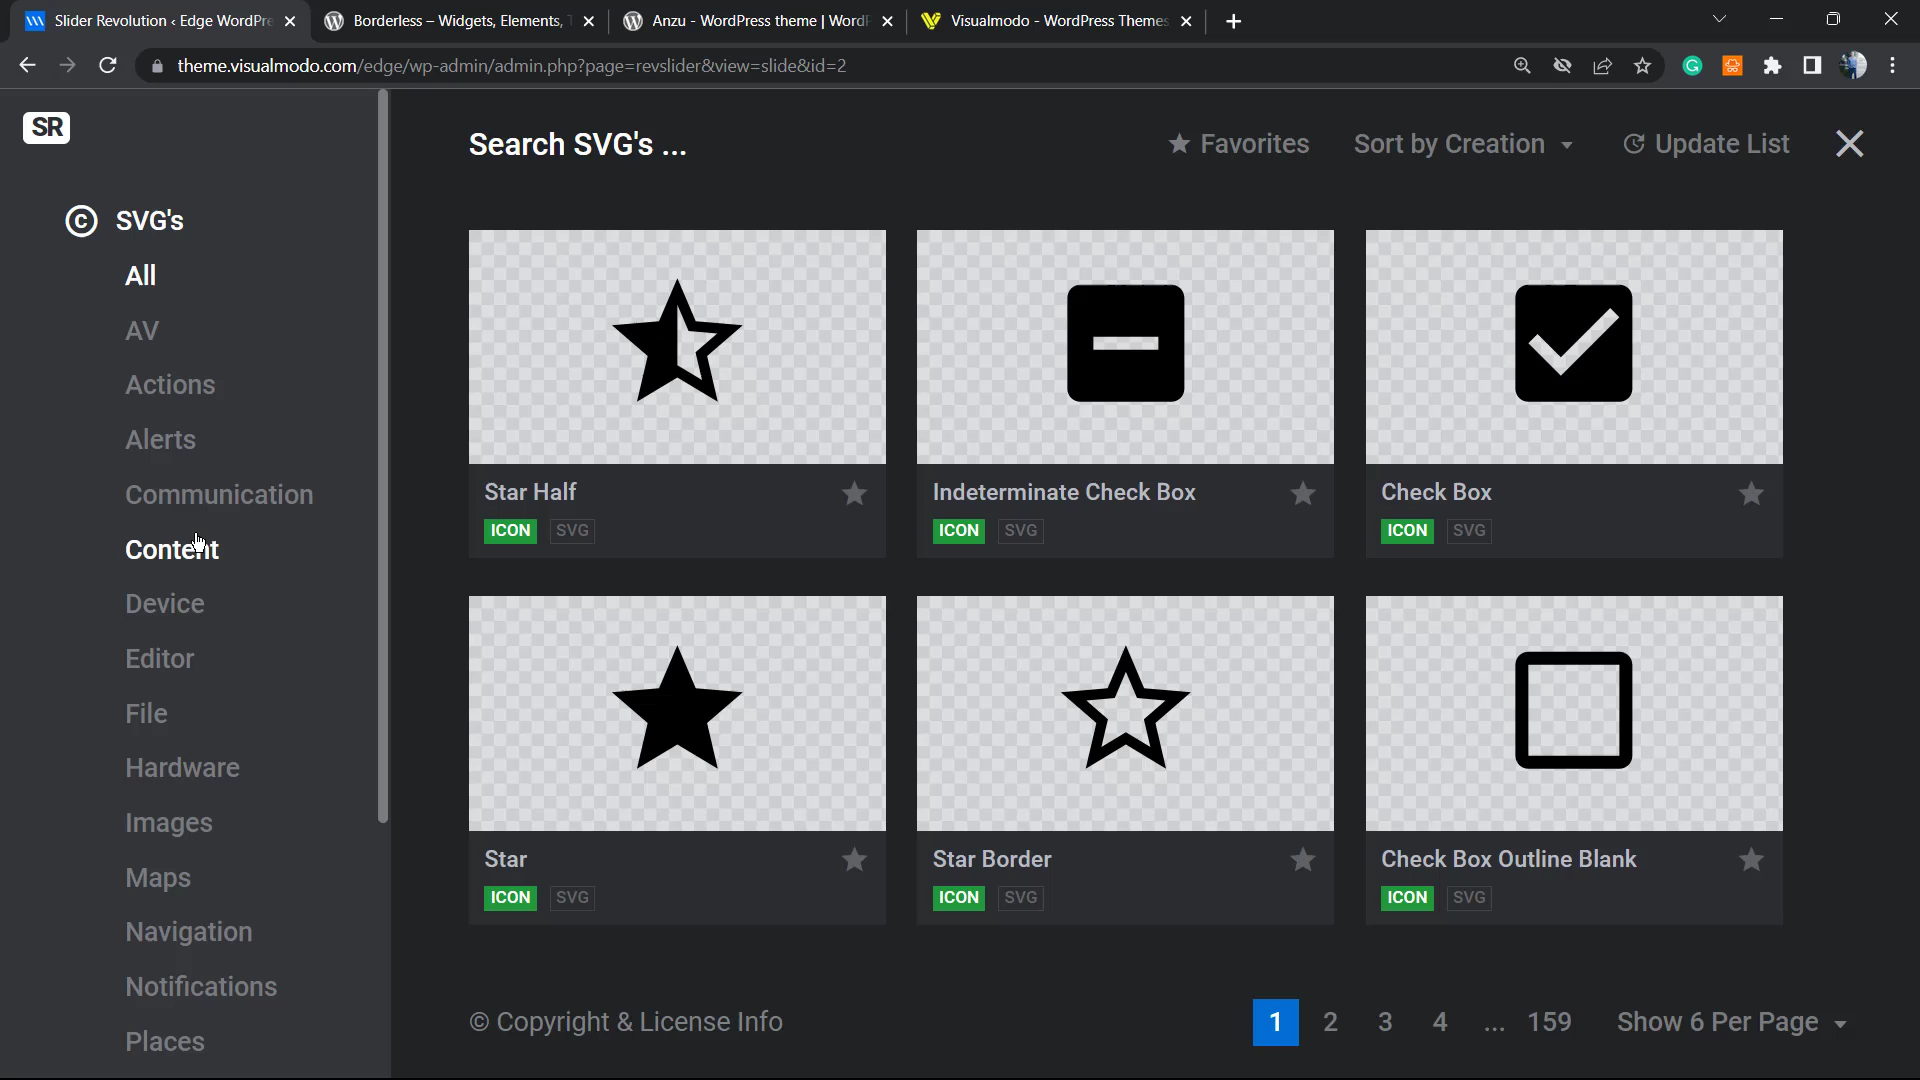 Slider Revolution ‹ Edge WordPre
Borderless – Widgets, Elements, T
Anzu - WordPress theme | WordP
Visualmodo - WordPress Themes
theme.visualmodo.com/edge/wp-admin/admin.php?page=revslider&view=slide&id=2
SR
Search SVG's ...
Favorites
Sort by Creation
Update List
© SVG's
All
AV
Actions
Alerts
Communication
Content
Device
Editor
File
Hardware
Images
Maps
Navigation
Notifications
Places
Star Half
ICON SVG
Indeterminate Check Box
ICON SVG
Check Box
ICON SVG
Star
ICON SVG
Star Border
ICON SVG
Check Box Outline Blank
ICON SVG
© Copyright & License Info
1 2 3 4 ... 159
Show 6 Per Page